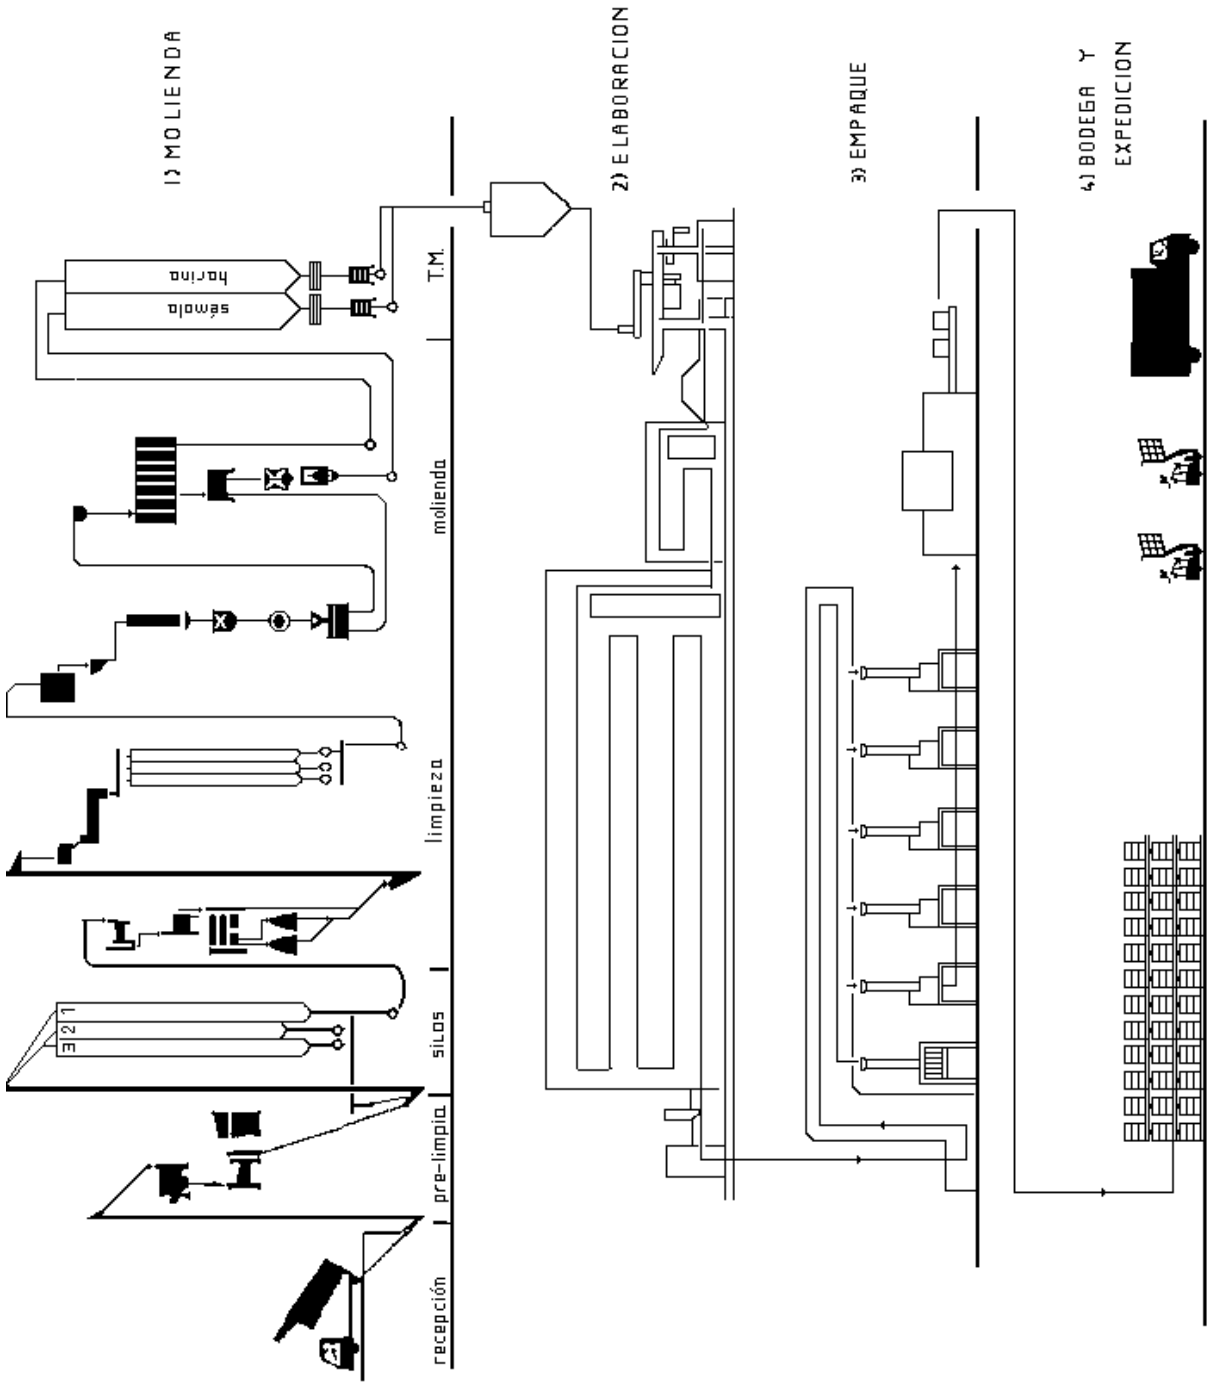 1) MOLIENDA
harina
sémola
1
2
3
recepción
pre-limpia
siLos
limpieza
molienda
T.M.
2) ELABORACION
3) EMPAQUE
4) BODEGA Y
EXPEDICION